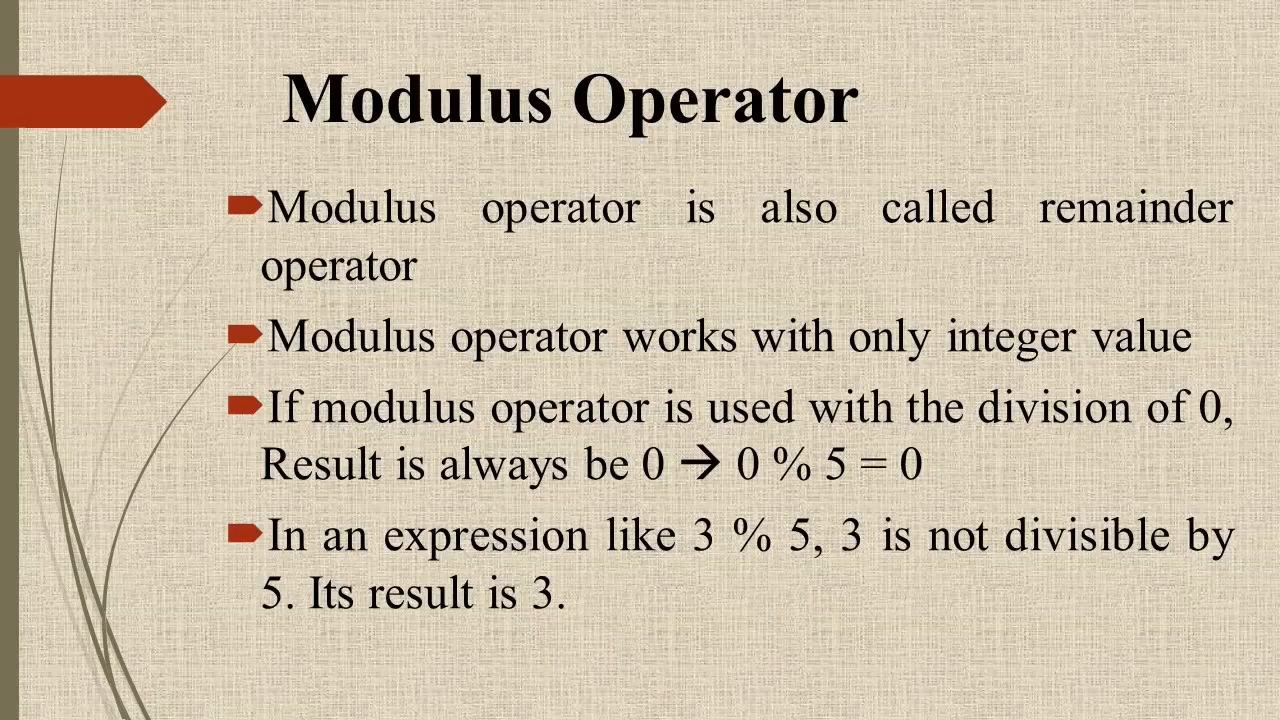 Modulus Operator
Modulus operator is also called remainder
operator
Modulus operator works with only integer value
If modulus operator is used with the division of 0,
Result is always be 0 → 0 % 5 = 0
In an expression like 3 % 5, 3 is not divisible by
5. Its result is 3.